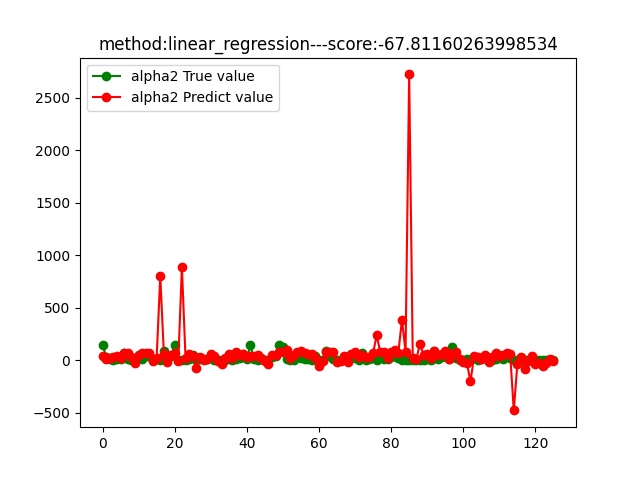 method:linear_regression---score:-67.81160263998534
alpha2 True value
alpha2 Predict value
2500
2000
1500
1000
500
0
−500
0 20 40 60 80 100 120